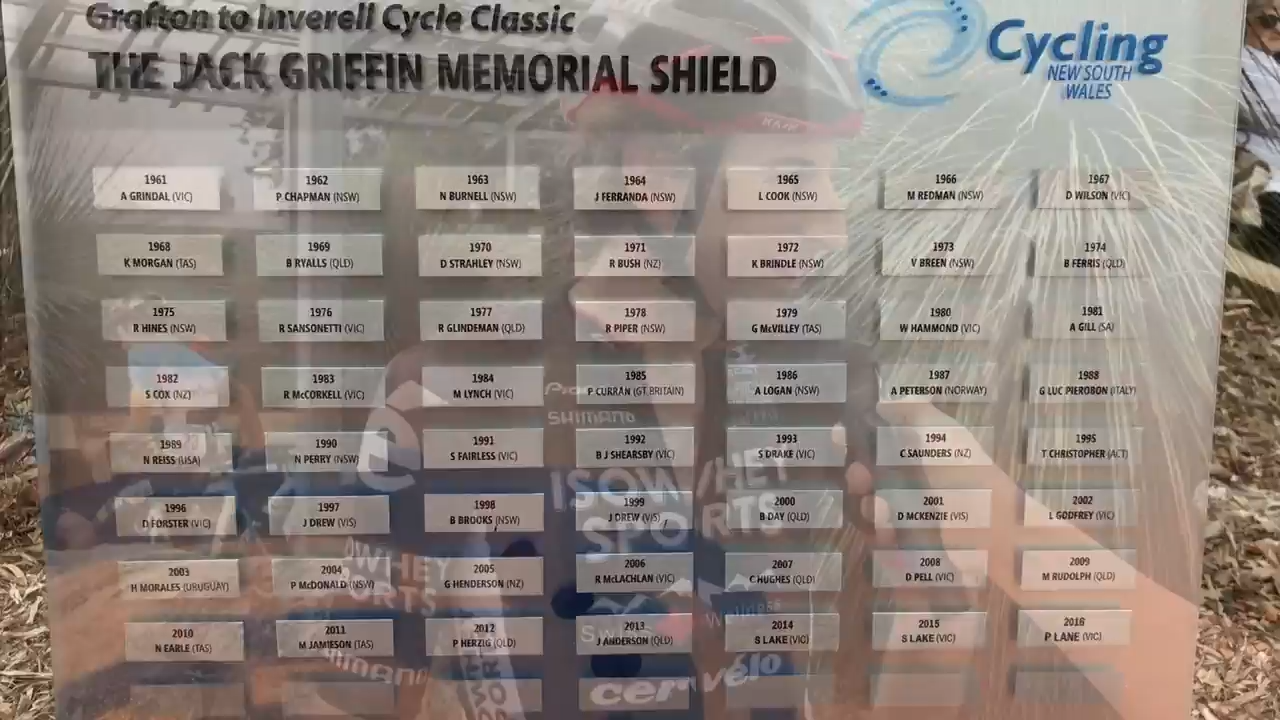 Grafton to Inverell Cycle Classic
THE JACK GRIFFIN MEMORIAL SHIELD
Cycling
NEW SOUTH
WALES
KASK
1961
A GRINDAL (VIC)
1962
P CHAPMAN (NSW)
1963
N BURNELL (NSW)
1964
J FERRANDA (NSW)
1965
L COOK (NSW)
1966
M REDMAN (NSW)
1967
D WILSON (VIC)
1968
K MORGAN (TAS)
1969
B RYALLS (QLD)
1970
D STRAHLEY (NSW)
1971
R BUSH (NZ)
1972
K BRINDLE (NSW)
1973
V BREEN (NSW)
1974
B FERRIS (QLD)
1975
R HINES (NSW)
1976
R SANSONETTI (VIC)
1977
R GLINDEMAN (QLD)
1978
R PIPER (NSW)
1979
G McVILLEY (TAS)
1980
W HAMMOND (VIC)
1981
A GILL (SA)
1982
S COX (NZ)
1983
R McCORKELL (VIC)
1984
M LYNCH (VIC)
1985
P CURRAN (GT BRITAIN)
1986
A LOGAN (NSW)
1987
A PETERSON (NORWAY)
1988
G LUC PIEROBON (ITALY)
SHIMANO
1989
N REISS (USA)
1990
N PERRY (NSW)
1991
S FAIRLESS (VIC)
1992
B J SHEARSBY (VIC)
1993
S DRAKE (VIC)
1994
C SAUNDERS (NZ)
1995
T CHRISTOPHER (ACT)
ISOWHEY
SPORTS
1996
D FORSTER (VIC)
1997
J DREW (VIS)
1998
B BROOKS (NSW)
1999
J DREW (VIS)
2000
B DAY (QLD)
2001
D MCKENZIE (VIS)
2002
L GODFREY (VIC)
OWHEY
ORTS
2003
H MORALES (URUGUAY)
2004
P McDONALD (NSW)
2005
G HENDERSON (NZ)
2006
R McLACHLAN (VIC)
2007
C HUGHES (QLD)
2008
D PELL (VIC)
2009
M RUDOLPH (QLD)
2010
N EARLE (TAS)
2011
M JAMIESON (TAS)
2012
P HERZIG (QLD)
2013
J ANDERSON (QLD)
2014
S LAKE (VIC)
2015
S LAKE (VIC)
2016
P LANE (VIC)
Wellness
cervélo